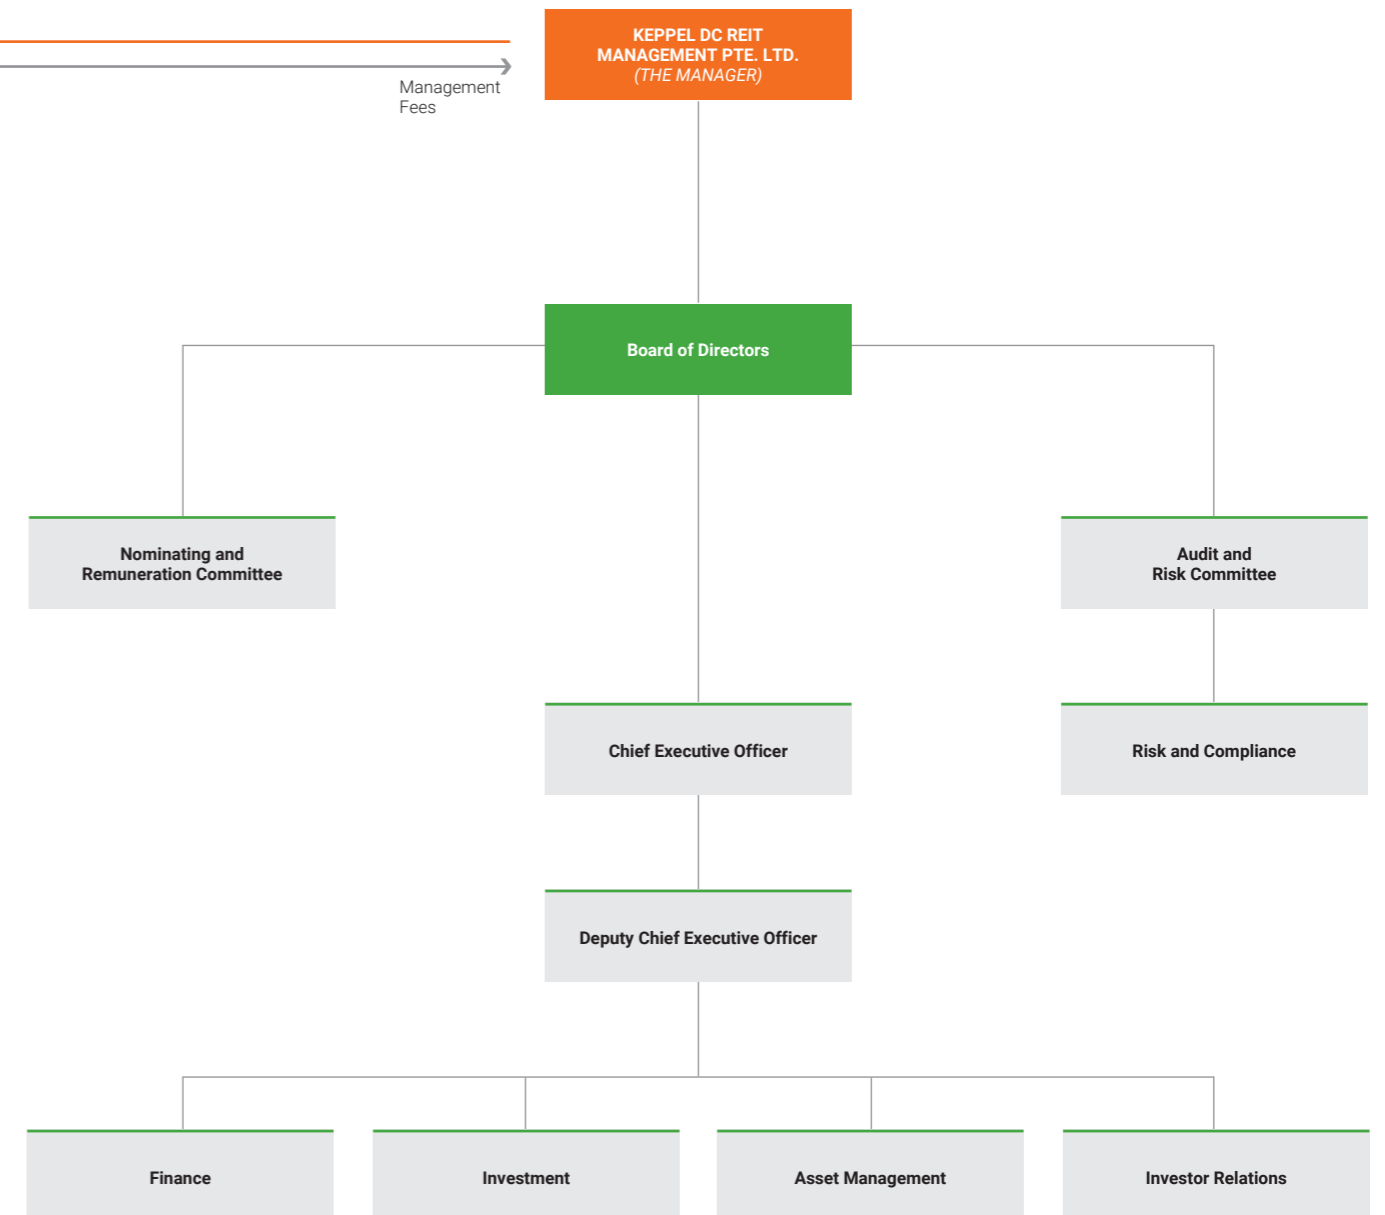 KEPPEL DC REIT
MANAGEMENT PTE. LTD.
(THE MANAGER)
Management
Fees
Board of Directors
Nominating and
Remuneration Committee
Audit and
Risk Committee
Chief Executive Officer
Risk and Compliance
Deputy Chief Executive Officer
Finance
Investment
Asset Management
Investor Relations